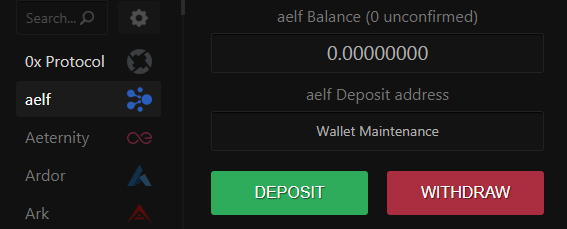 Search...
0x Protocol
aelf
Aeternity
Ardor
Ark
aelf Balance (0 unconfirmed)
0.00000000
aelf Deposit address
Wallet Maintenance
DEPOSIT
WITHDRAW